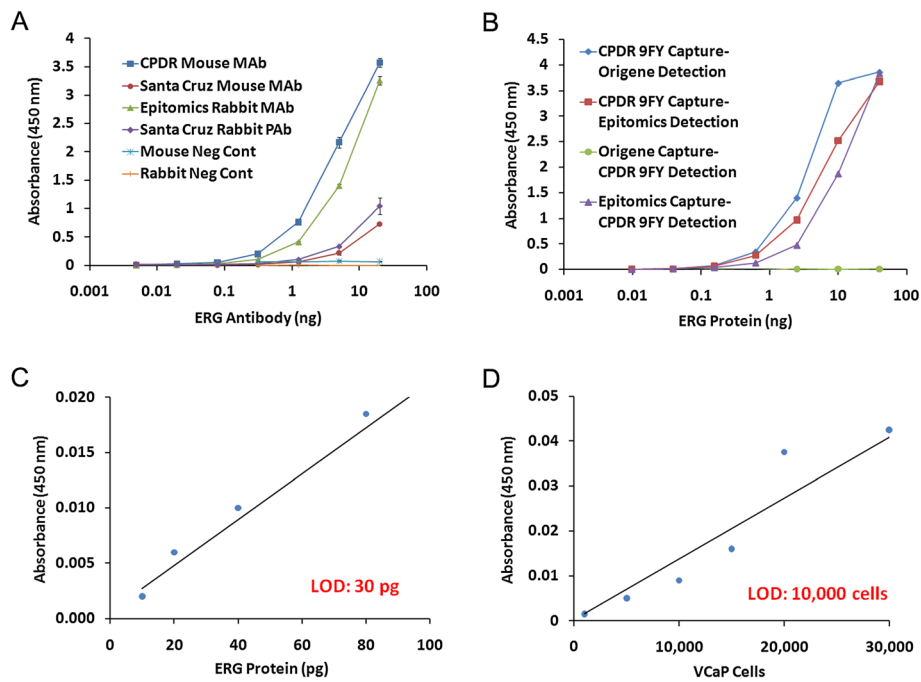 A
Absorbance (450 nm)
4
3.5
3
2.5
2
1.5
1
0.5
0
CPDR Mouse MAb
Santa Cruz Mouse MAb
Epitomics Rabbit MAb
Santa Cruz Rabbit PAb
Mouse Neg Cont
Rabbit Neg Cont
0.001 0.01 0.1 1 10 100
ERG Antibody (ng)
B
Absorbance (450 nm)
4.5
4
3.5
3
2.5
2
1.5
1
0.5
0
CPDR 9FY Capture-
Origene Detection
CPDR 9FY Capture-
Epitomics Detection
Origene Capture-
CPDR 9FY Detection
Epitomics Capture-
CPDR 9FY Detection
0.001 0.01 0.1 1 10 100
ERG Protein (ng)
C
Absorbance (450 nm)
0.020
0.015
0.010
0.005
0.000
LOD: 30 pg
0 20 40 60 80 100
ERG Protein (pg)
D
Absorbance (450 nm)
0.05
0.04
0.03
0.02
0.01
0
LOD: 10,000 cells
0 10,000 20,000 30,000
VCaP Cells